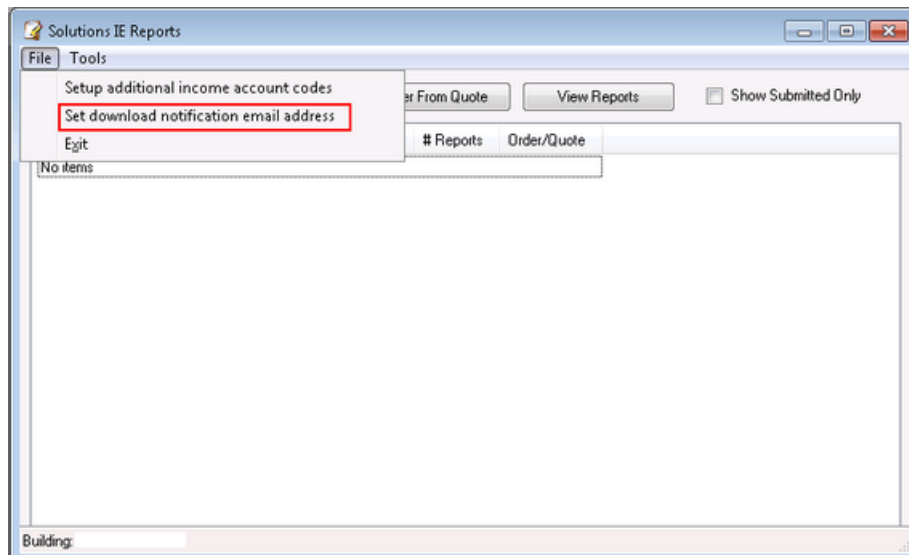 Solutions IE Reports
File Tools
Setup additional income account codes
Set download notification email address
Exit
From Quote
View Reports
Show Submitted Only
# Reports Order/Quote
No items
Building: